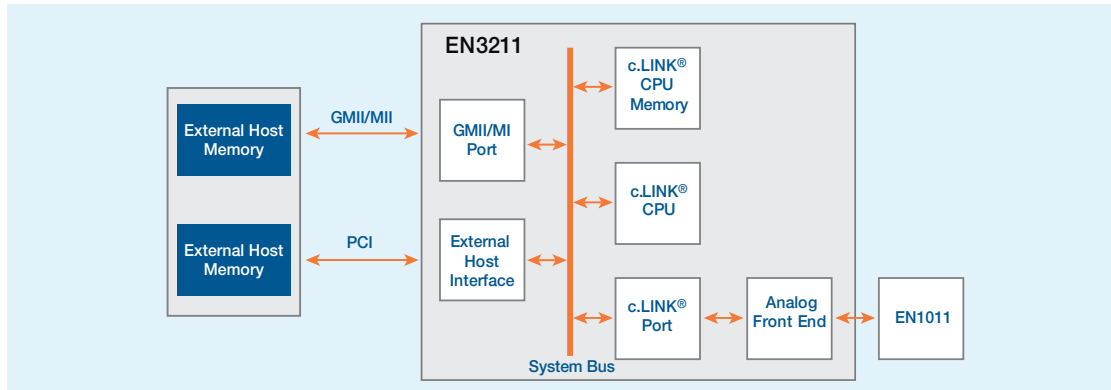 EN3211
External Host
Memory
GMII/MII
GMII/MI
Port
c.LINK®
CPU
Memory
c.LINK®
CPU
External Host
Memory
PCI
External
Host
Interface
c.LINK®
Port
Analog
Front End
EN1011
System Bus